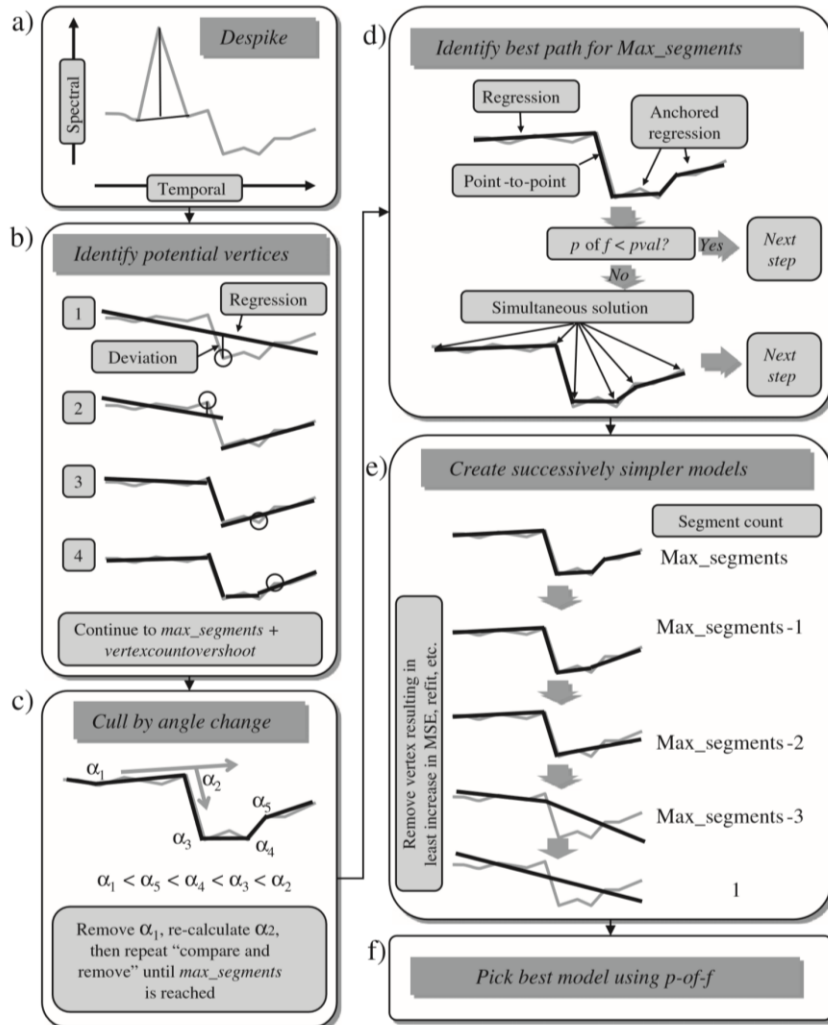 a)
Despike
Spectral
Temporal
b)
Identify potential vertices
1
Regression
Deviation
2
3
4
Continue to max_segments +
vertexcountovershoot
c)
Cull by angle change
α1
α2
α3
α4
α5
α1 < α5 < α4 < α3 < α2
Remove α1, re-calculate α2,
then repeat “compare and
remove” until max_segments
is reached
d)
Identify best path for Max_segments
Regression
Anchored
regression
Point-to-point
p of f < pval?
Yes
Next
step
No
Simultaneous solution
Next
step
e)
Create successively simpler models
Segment count
Max_segments
Max_segments-1
Max_segments-2
Max_segments-3
1
Remove vertex resulting in
least increase in MSE, refit, etc.
f)
Pick best model using p-of-f